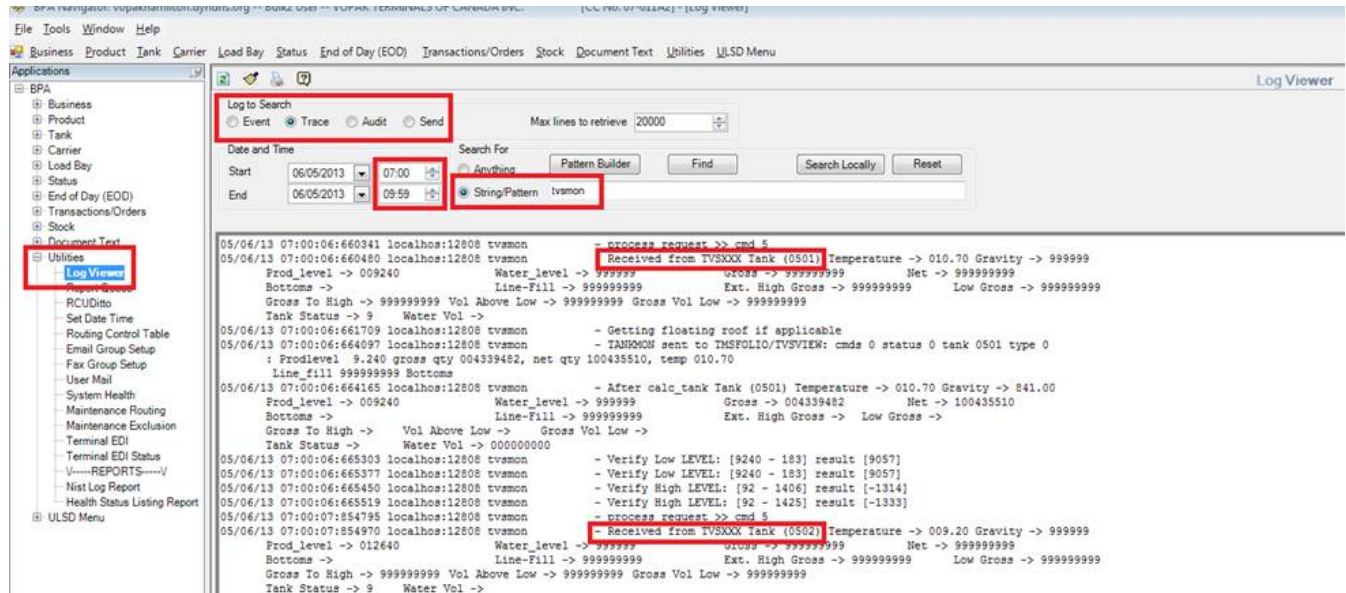 BPA Navigator: vopakhamilton.dyndns.org -- Bulk2 User -- VOPAK TERMINALS OF CANADA INC. [CC No: 07-011A2] - [Log Viewer]
File Tools Window Help
Business Product Tank Carrier Load Bay Status End of Day (EOD) Transactions/Orders Stock Document Text Utilities ULSD Menu
Applications
BPA
Business
Product
Tank
Carrier
Load Bay
Status
End of Day (EOD)
Transactions/Orders
Stock
Document Text
Utilities
Log Viewer
Report Queue
RCUDitto
Set Date Time
Routing Control Table
Email Group Setup
Fax Group Setup
User Mail
System Health
Maintenance Routing
Maintenance Exclusion
Terminal EDI
Terminal EDI Status
V-----REPORTS-----V
Nist Log Report
Health Status Listing Report
ULSD Menu
Log Viewer
Log to Search
Event Trace Audit Send Max lines to retrieve 20000
Date and Time Search For
Start 06/05/2013 07:00 Anything Pattern Builder Find Search Locally Reset
End 06/05/2013 09:59 String/Pattern tvsmon
05/06/13 07:00:06:660341 localhos:12808 tvsmon - process request >> cmd 5
05/06/13 07:00:06:660480 localhos:12808 tvsmon - Received from TVSXXX Tank (0501) Temperature -> 010.70 Gravity -> 999999
Prod_level -> 009240 Water_level -> 999999 Gross -> 999999999 Net -> 999999999
Bottoms -> Line-Fill -> 999999999 Ext. High Gross -> 999999999 Low Gross -> 999999999
Gross To High -> 999999999 Vol Above Low -> 999999999 Gross Vol Low -> 999999999
Tank Status -> 9 Water Vol ->
05/06/13 07:00:06:661709 localhos:12808 tvsmon - Getting floating roof if applicable
05/06/13 07:00:06:664097 localhos:12808 tvsmon - TANKMON sent to TMSFOLIO/TVSVIEW: cmds 0 status 0 tank 0501 type 0
: Prodlevel 9.240 gross qty 004339482, net qty 100435510, temp 010.70
Line_fill 999999999 Bottoms
05/06/13 07:00:06:664165 localhos:12808 tvsmon - After calc_tank Tank (0501) Temperature -> 010.70 Gravity -> 841.00
Prod_level -> 009240 Water_level -> 999999 Gross -> 004339482 Net -> 100435510
Bottoms -> Line-Fill -> 999999999 Ext. High Gross -> Low Gross ->
Gross To High -> Vol Above Low -> Gross Vol Low ->
Tank Status -> Water Vol -> 000000000
05/06/13 07:00:06:665303 localhos:12808 tvsmon - Verify Low LEVEL: [9240 - 183] result [9057]
05/06/13 07:00:06:665377 localhos:12808 tvsmon - Verify Low LEVEL: [9240 - 183] result [9057]
05/06/13 07:00:06:665450 localhos:12808 tvsmon - Verify High LEVEL: [92 - 1406] result [-1314]
05/06/13 07:00:06:665519 localhos:12808 tvsmon - Verify High LEVEL: [92 - 1425] result [-1333]
05/06/13 07:00:07:854795 localhos:12808 tvsmon - process request >> cmd 5
05/06/13 07:00:07:854970 localhos:12808 tvsmon - Received from TVSXXX Tank (0502) Temperature -> 009.20 Gravity -> 999999
Prod_level -> 012640 Water_level -> 999999 Gross -> 999999999 Net -> 999999999
Bottoms -> Line-Fill -> 999999999 Ext. High Gross -> 999999999 Low Gross -> 999999999
Gross To High -> 999999999 Vol Above Low -> 999999999 Gross Vol Low -> 999999999
Tank Status -> 9 Water Vol ->